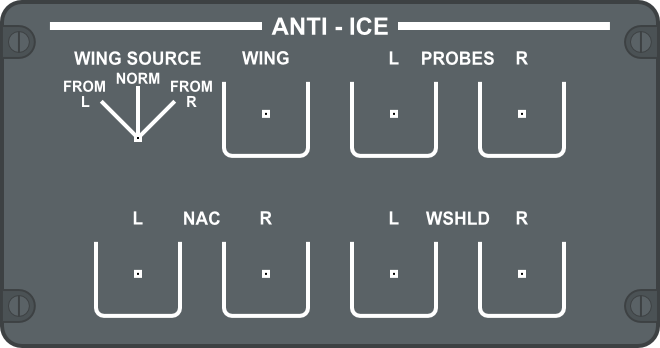 ANTI - ICE
WING SOURCE
WING
L PROBES R
FROM L
NORM
FROM R
L NAC R
L WSHLD R